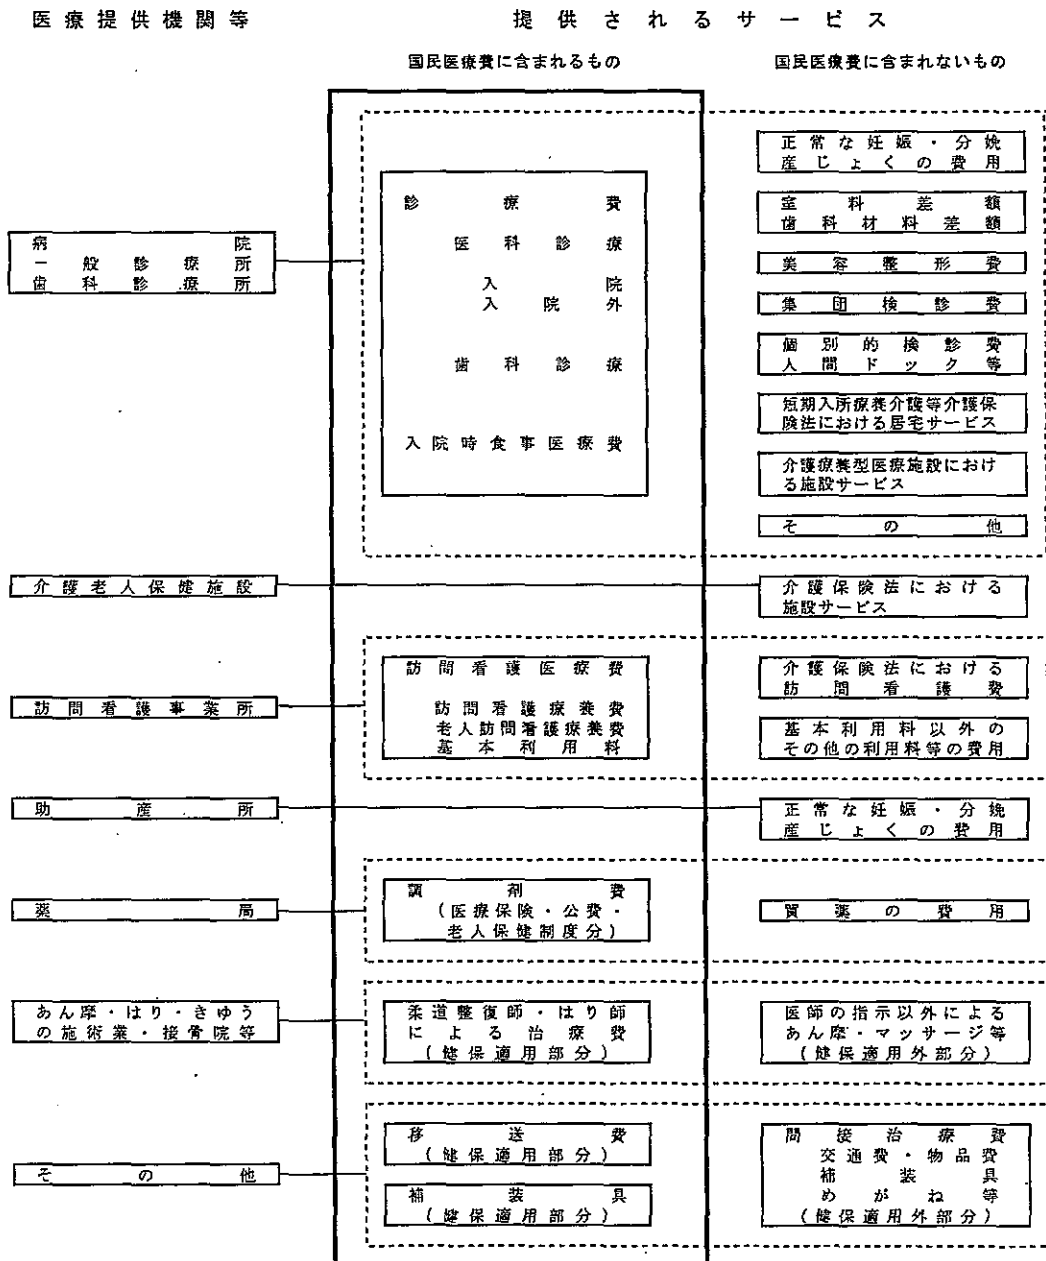 医療提供機関等
提供されるサービス
国民医療費に含まれるもの
国民医療費に含まれないもの
病院
一般診療所
歯科診療所
診療費
医科診療
入院
入院外
歯科診療
入院時食事医療費
正常な妊娠・分娩
産じょくの費用
室料差額
歯科材料差額
美容整形費
集団検診費
個別的検診費
人間ドック等
短期入所療養介護等介護保
険法における居宅サービス
介護療養型医療施設におけ
る施設サービス
その他
介護老人保健施設
介護保険法における
施設サービス
訪問看護事業所
訪問看護医療費
訪問看護療養費
老人訪問看護療養費
基本利用料
介護保険法における
訪問看護費
基本利用料以外の
その他の利用料等の費用
助産所
正常な妊娠・分娩
産じょくの費用
薬局
調剤費
(医療保険・公費・
老人保健制度分)
買薬の費用
あん摩・はり・きゅう
の施術業・接骨院等
柔道整復師・はり師
による治療費
(健保適用部分)
医師の指示以外による
あん摩・マッサージ等
(健保適用外部分)
その他
移送費
(健保適用部分)
補装具
(健保適用部分)
間接治療費
交通費・物品費
補装具
めがね等
(健保適用外部分)